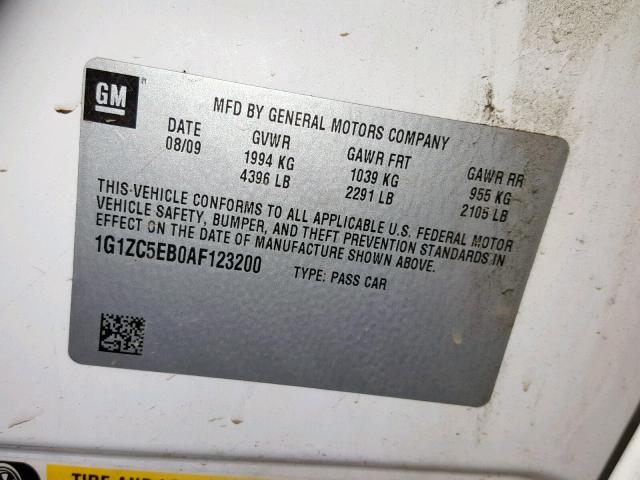 GM
MFD BY GENERAL MOTORS COMPANY
DATE GVWR GAWR FRT GAWR RR
08/09 1994 KG 1039 KG 955 KG
4396 LB 2291 LB 2105 LB
THIS VEHICLE CONFORMS TO ALL APPLICABLE U.S. FEDERAL MOTOR
VEHICLE SAFETY, BUMPER, AND THEFT PREVENTION STANDARDS IN
EFFECT ON THE DATE OF MANUFACTURE SHOWN ABOVE.
1G1ZC5EB0AF123200 TYPE: PASS CAR
TIRE AND